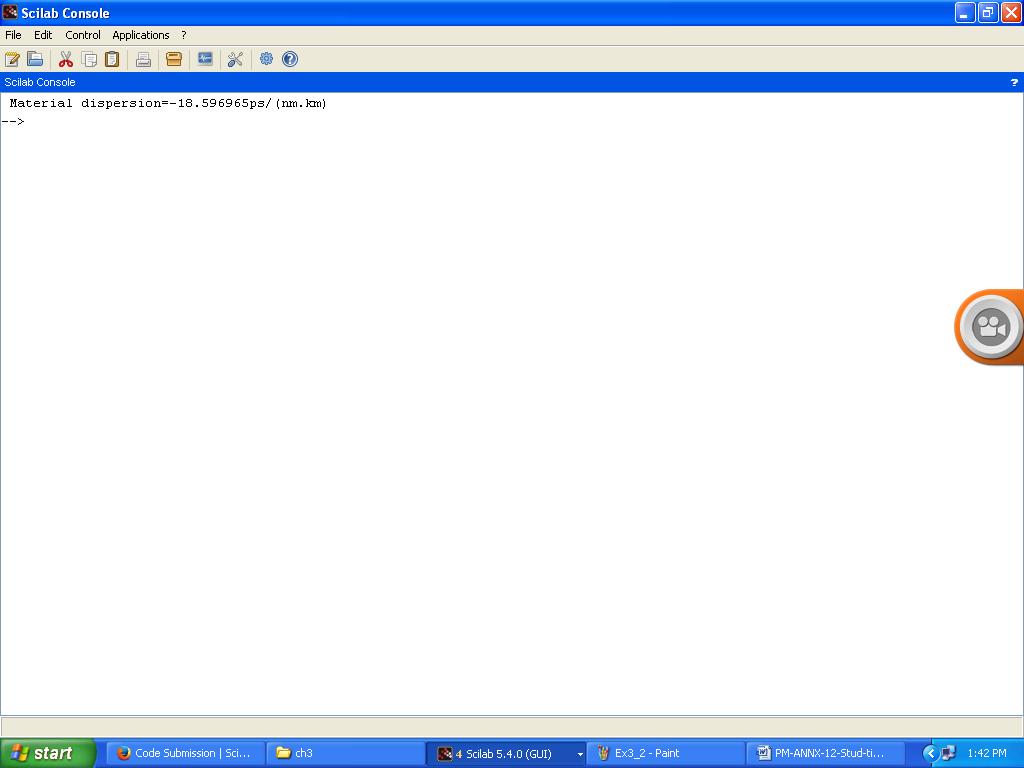 Scilab Console
File Edit Control Applications ?
Scilab Console ?
Material dispersion=-18.596965ps/(nm.km)
-->
start Code Submission | Sci... ch3 4 Scilab 5.4.0 (GUI) Ex3_2 - Paint PM-ANNX-12-Stud-ti... 1:42 PM